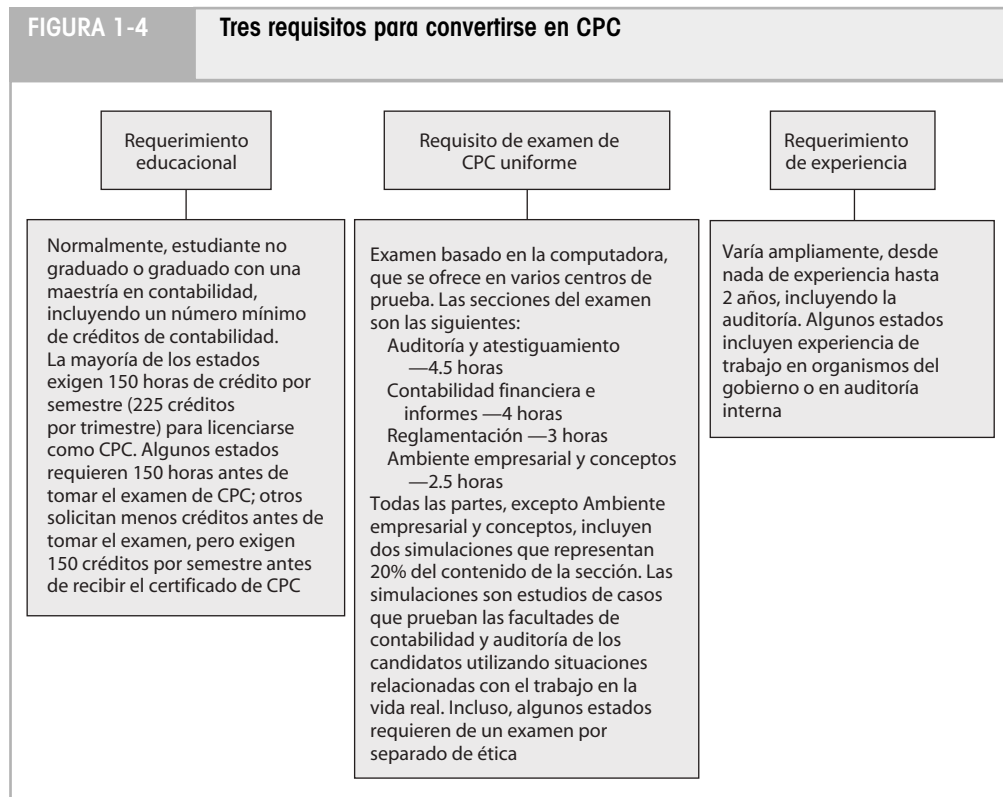 FIGURA 1-4
Tres requisitos para convertirse en CPC
Requerimiento
educacional
Normalmente, estudiante no
graduado o graduado con una
maestría en contabilidad,
incluyendo un número mínimo
de créditos de contabilidad.
La mayoría de los estados
exigen 150 horas de crédito por
semestre (225 créditos
por trimestre) para licenciarse
como CPC. Algunos estados
requieren 150 horas antes de
tomar el examen de CPC; otros
solicitan menos créditos antes de
tomar el examen, pero exigen
150 créditos por semestre antes
de recibir el certificado de CPC
Requisito de examen de
CPC uniforme
Examen basado en la computadora,
que se ofrece en varios centros de
prueba. Las secciones del examen
son las siguientes:
Auditoría y atestiguamiento
—4.5 horas
Contabilidad financiera e
informes —4 horas
Reglamentación —3 horas
Ambiente empresarial y conceptos
—2.5 horas
Todas las partes, excepto Ambiente
empresarial y conceptos, incluyen
dos simulaciones que representan
20% del contenido de la sección. Las
simulaciones son estudios de casos
que prueban las facultades de
contabilidad y auditoría de los
candidatos utilizando situaciones
relacionadas con el trabajo en la
vida real. Incluso, algunos estados
requieren de un examen por
separado de ética
Requerimiento
de experiencia
Varía ampliamente, desde
nada de experiencia hasta
2 años, incluyendo la
auditoría. Algunos estados
incluyen experiencia de
trabajo en organismos del
gobierno o en auditoría
interna